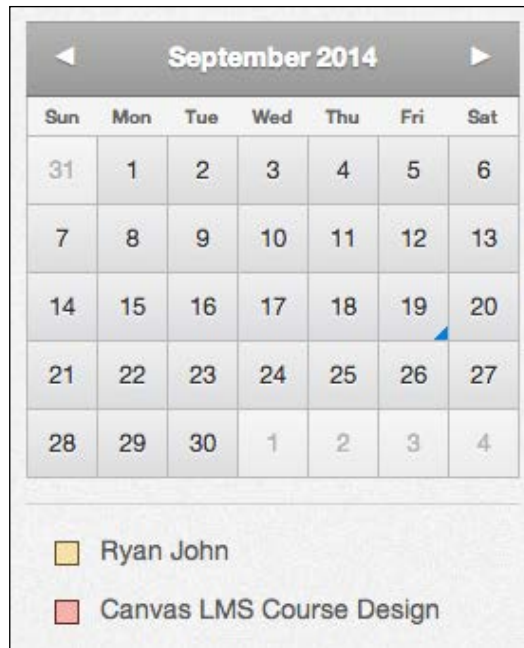 September 2014
Sun Mon Tue Wed Thu Fri Sat
31 1 2 3 4 5 6
7 8 9 10 11 12 13
14 15 16 17 18 19 20
21 22 23 24 25 26 27
28 29 30 1 2 3 4
Ryan John
Canvas LMS Course Design